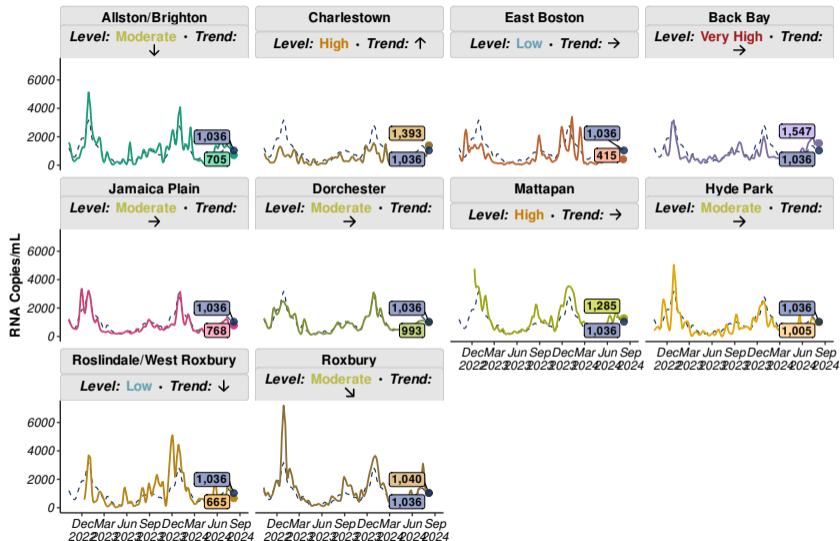 Allston/Brighton
Level: Moderate • Trend:
↓
Charlestown
Level: High • Trend: ↑
East Boston
Level: Low • Trend: →
Back Bay
Level: Very High • Trend:
→
6000
4000
2000
0
1,036
705
1,393
1,036
1,036
415
1,547
1,036
Jamaica Plain
Level: Moderate • Trend:
→
Dorchester
Level: Moderate • Trend:
→
Mattapan
Level: High • Trend: →
Hyde Park
Level: Moderate • Trend:
→
RNA Copies/mL
6000
4000
2000
0
1,036
768
1,036
993
1,285
1,036
1,036
1,005
Dec 2022 Mar 2023 Jun 2023 Sep 2023 Dec 2023 Mar 2024 Jun 2024 Sep 2024
Dec 2022 Mar 2023 Jun 2023 Sep 2023 Dec 2023 Mar 2024 Jun 2024 Sep 2024
Roslindale/West Roxbury
Level: Low • Trend: ↓
Roxbury
Level: Moderate • Trend:
↘
6000
4000
2000
0
1,036
665
1,040
1,036
Dec 2022 Mar 2023 Jun 2023 Sep 2023 Dec 2023 Mar 2024 Jun 2024 Sep 2024
Dec 2022 Mar 2023 Jun 2023 Sep 2023 Dec 2023 Mar 2024 Jun 2024 Sep 2024